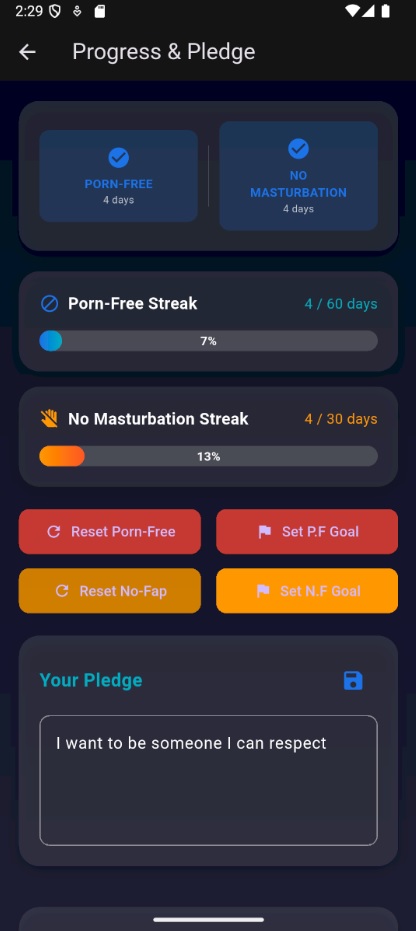 2:29
Progress & Pledge
PORN-FREE
4 days
NO
MASTURBATION
4 days
Porn-Free Streak
4 / 60 days
7%
No Masturbation Streak
4 / 30 days
13%
Reset Porn-Free
Set P.F Goal
Reset No-Fap
Set N.F Goal
Your Pledge
I want to be someone I can respect